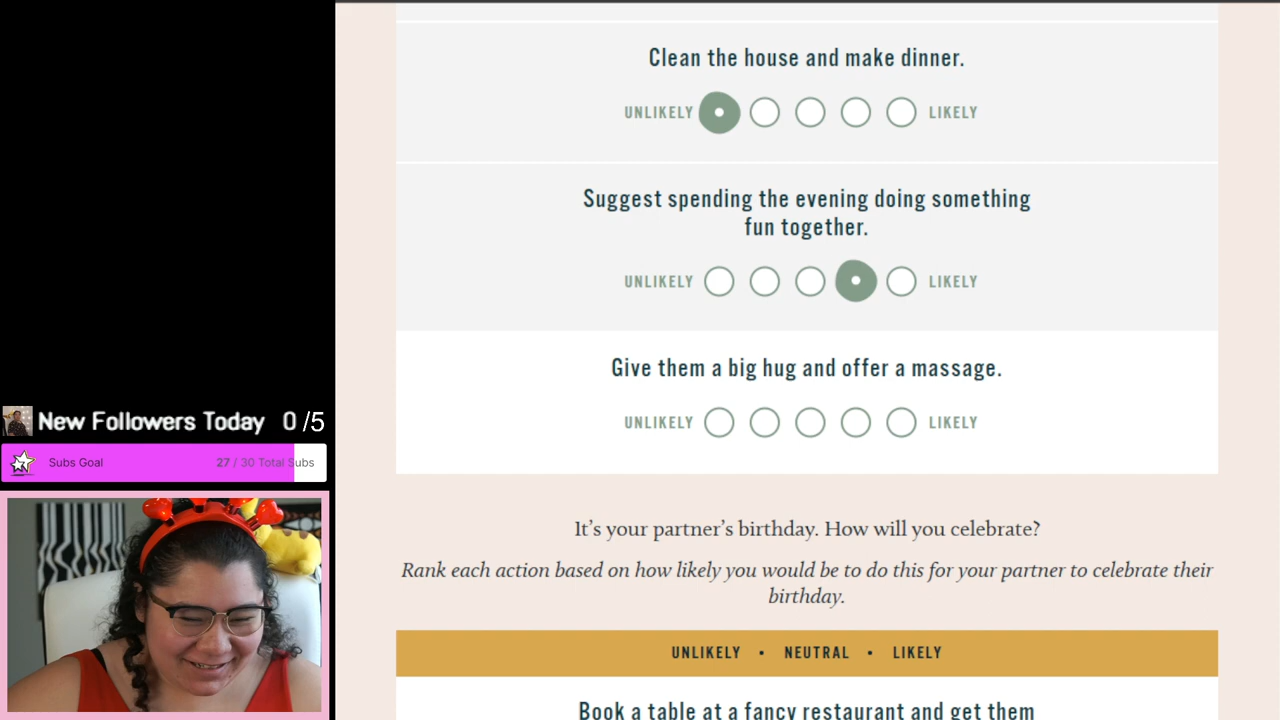 Clean the house and make dinner.
UNLIKELY LIKELY
Suggest spending the evening doing something
fun together.
UNLIKELY LIKELY
Give them a big hug and offer a massage.
UNLIKELY LIKELY
New Followers Today 0 /5
Subs Goal 27 / 30 Total Subs
It's your partner's birthday. How will you celebrate?
Rank each action based on how likely you would be to do this for your partner to celebrate their
birthday.
UNLIKELY • NEUTRAL • LIKELY
Book a table at a fancy restaurant and get them